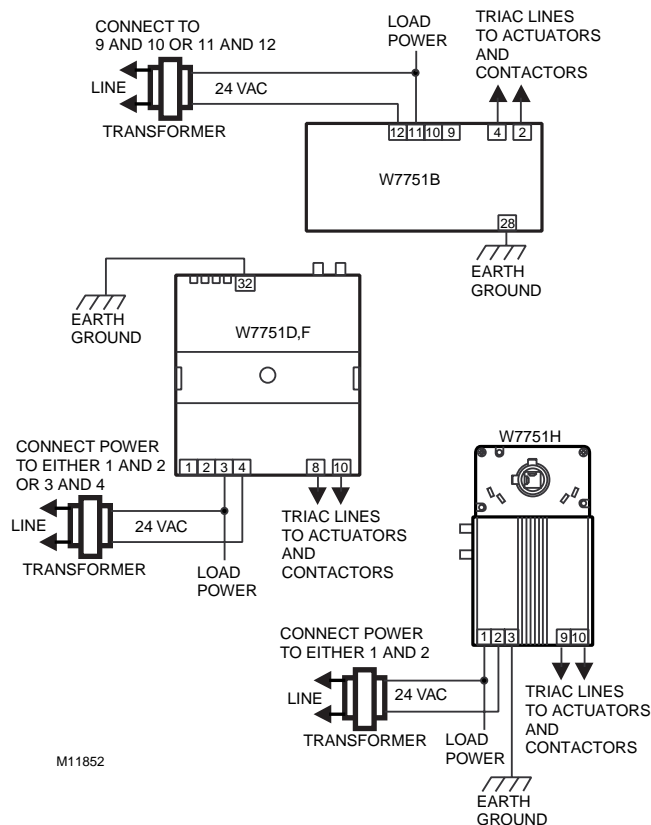 CONNECT TO
9 AND 10 OR 11 AND 12
LINE
24 VAC
TRANSFORMER
LOAD
POWER
TRIAC LINES
TO ACTUATORS
AND
CONTACTORS
12 11 10 9 4 2
W7751B
28
EARTH
GROUND
32
EARTH
GROUND
W7751D,F
1 2 3 4 8 10
CONNECT POWER
TO EITHER 1 AND 2
OR 3 AND 4
LINE
24 VAC
TRANSFORMER
LOAD
POWER
TRIAC LINES
TO ACTUATORS
AND
CONTACTORS
W7751H
1 2 3 9 10
CONNECT POWER
TO EITHER 1 AND 2
LINE
24 VAC
TRANSFORMER
LOAD
POWER
TRIAC LINES
TO ACTUATORS
AND
CONTACTORS
EARTH
GROUND
M11852